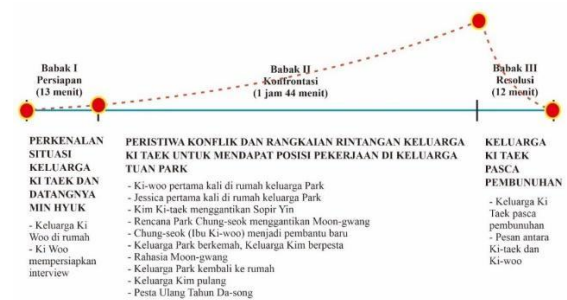 Babak I
Persiapan
(13 menit)
Babak II
Konfrontasi
(1 jam 44 menit)
Babak III
Resolusi
(12 menit)
PERKENALAN
SITUASI
KELUARGA
KI TAEK DAN
DATANGNYA
MIN HYUK
- Keluarga Ki
Woo di rumah
- Ki Woo
mempersiapkan
interview
PERISTIWA KONFLIK DAN RANGKAIAN RINTANGAN KELUARGA
KI TAEK UNTUK MENDAPAT POSISI PEKERJAAN DI KELUARGA
TUAN PARK
- Ki-woo pertama kali di rumah keluarga Park
- Jessica pertama kali di rumah keluarga Park
- Kim Ki-taek menggantikan Sopir Yin
- Rencana Park Chung-seok menggantikan Moon-gwang
- Chung-seok (Ibu Ki-woo) menjadi pembantu baru
- Keluarga Park berkemah, Keluarga Kim berpesta
- Rahasia Moon-gwang
- Keluarga Park kembali ke rumah
- Keluarga Kim pulang
- Pesta Ulang Tahun Da-song
KELUARGA
KI TAEK
PASCA
PEMBUNUHAN
- Keluarga Ki
Taek pasca
pembunuhan
- Pesan antara
Ki-taek dan
Ki-woo